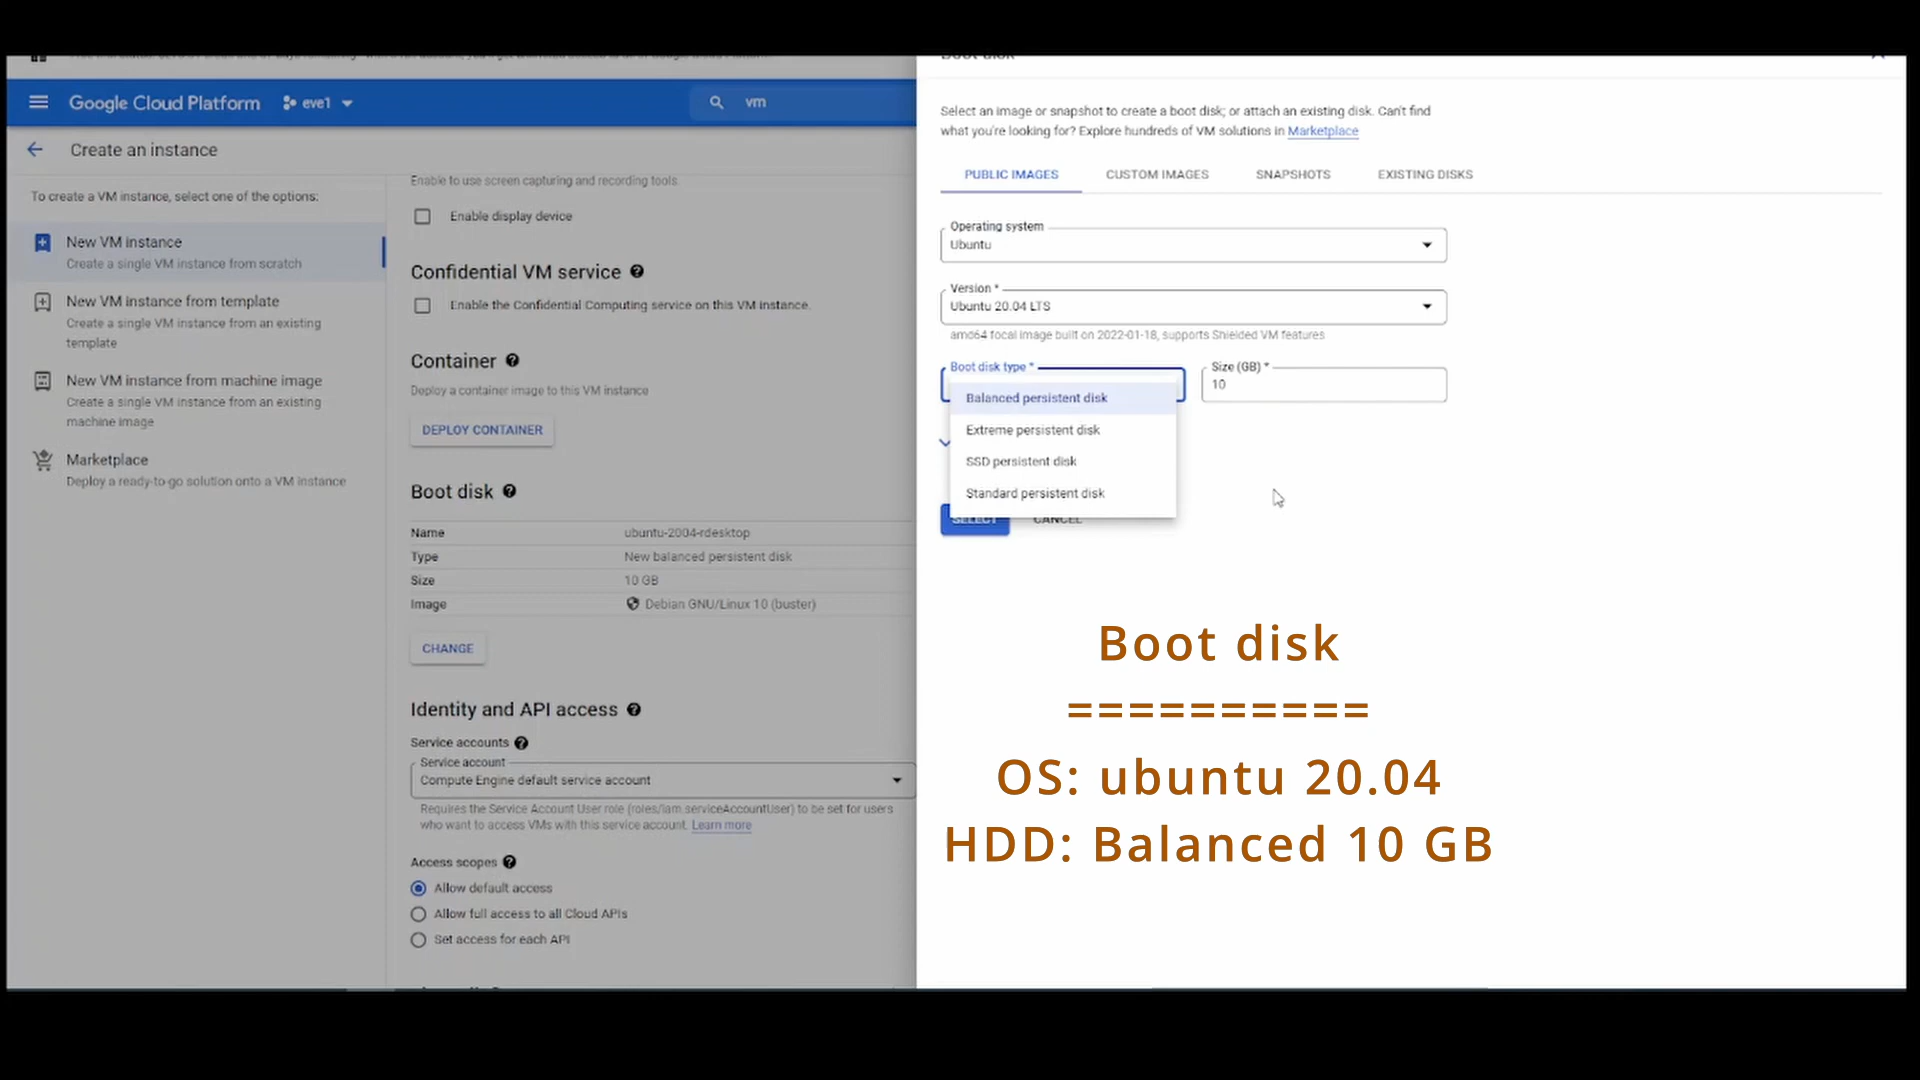 Google Cloud Platform
eve1
vm
Create an instance
To create a VM instance, select one of the options:
New VM instance
Create a single VM instance from scratch
New VM instance from template
Create a single VM instance from an existing
template
New VM instance from machine image
Create a single VM instance from an existing
machine image
Marketplace
Deploy a ready-to-go solution onto a VM instance
Enable to use screen capturing and recording tools.
Enable display device
Confidential VM service
Enable the Confidential Computing service on this VM instance.
Container
Deploy a container image to this VM instance
DEPLOY CONTAINER
Boot disk
Name ubuntu-2004-rdesktop
Type New balanced persistent disk
Size 10 GB
Image Debian GNU/Linux 10 (buster)
CHANGE
Identity and API access
Service accounts
Service account
Compute Engine default service account
Requires the Service Account User role (roles/iam.serviceAccountUser) to be set for users
who want to access VMs with this service account. Learn more
Access scopes
Allow default access
Allow full access to all Cloud APIs
Set access for each API
Select an image or snapshot to create a boot disk; or attach an existing disk. Can't find
what you're looking for? Explore hundreds of VM solutions in Marketplace
PUBLIC IMAGES CUSTOM IMAGES SNAPSHOTS EXISTING DISKS
Operating system
Ubuntu
Version *
Ubuntu 20.04 LTS
amd64 focal image built on 2022-01-18, supports Shielded VM features
Boot disk type * Size (GB) *
10
Balanced persistent disk
Extreme persistent disk
SSD persistent disk
Standard persistent disk
SELECT CANCEL
Boot disk
==========
OS: ubuntu 20.04
HDD: Balanced 10 GB